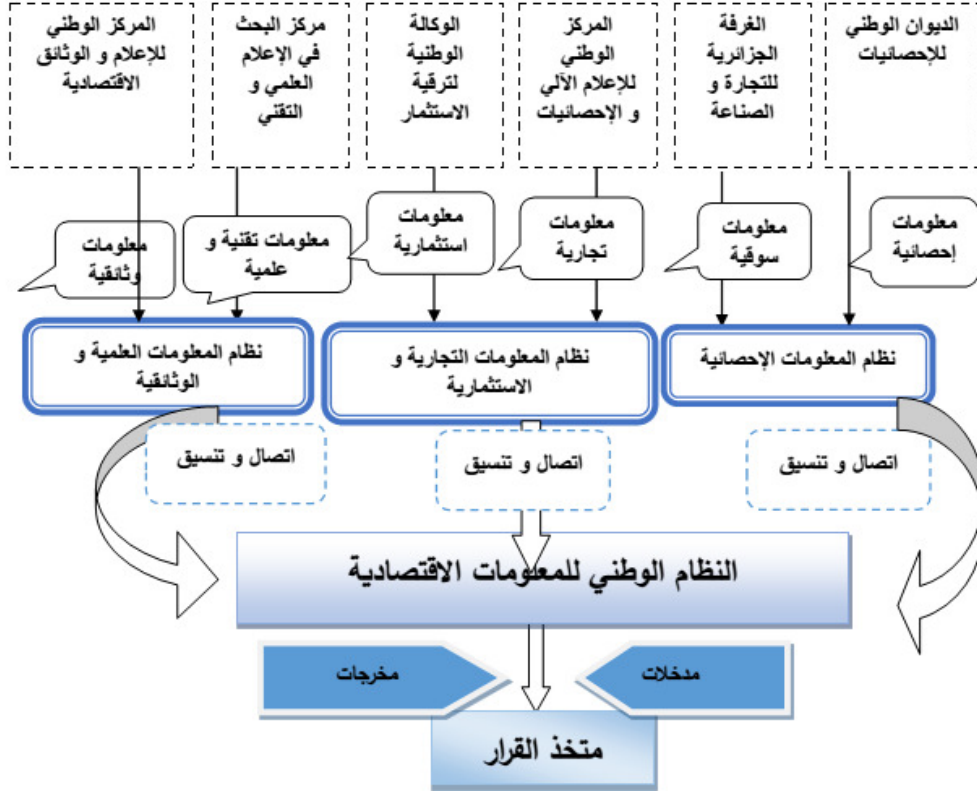 الديوان الوطني
للإحصائيات
الغرفة
الجزائرية
للتجارة و
الصناعة
المركز
الوطني
للإعلام الآلي
و الإحصائيات
الوكالة
الوطنية
لترقية
الاستثمار
مركز البحث
في الإعلام
العلمي و
التقني
المركز الوطني
للإعلام و الوثائق
الاقتصادية
معلومات
إحصائية
معلومات
سوقية
معلومات
تجارية
معلومات
استثمارية
معلومات تقنية و
علمية
معلومات
وثائقية
نظام المعلومات الإحصائية
نظام المعلومات التجارية و
الاستثمارية
نظام المعلومات العلمية و
الوثائقية
اتصال و تنسيق
اتصال و تنسيق
اتصال و تنسيق
النظام الوطني للمعلومات الاقتصادية
مدخلات
مخرجات
متخذ القرار